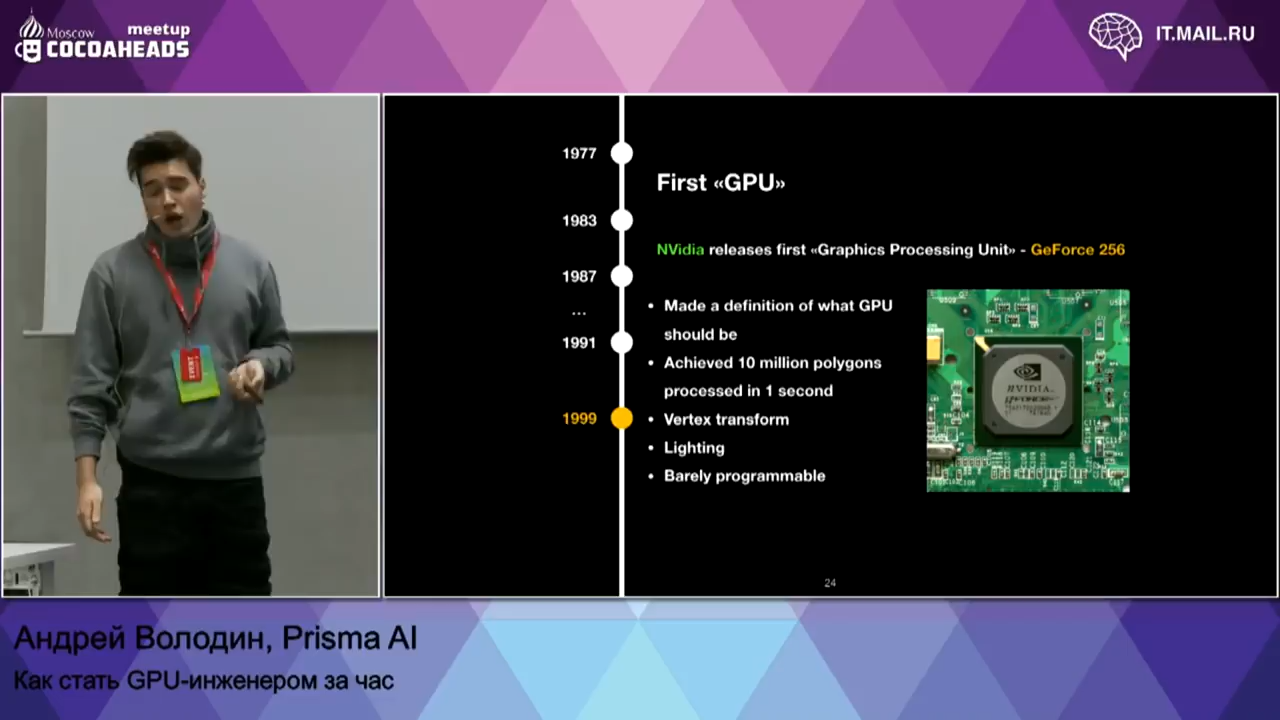 Moscow meetup
COCOAHEADS
IT.MAIL.RU
EVENT
1977
1983
1987
...
1991
1999
First «GPU»
NVidia releases first «Graphics Processing Unit» - GeForce 256
• Made a definition of what GPU
should be
• Achieved 10 million polygons
processed in 1 second
• Vertex transform
• Lighting
• Barely programmable
NVIDIA
GEFORCE
24
Андрей Володин, Prisma AI
Как стать GPU-инженером за час